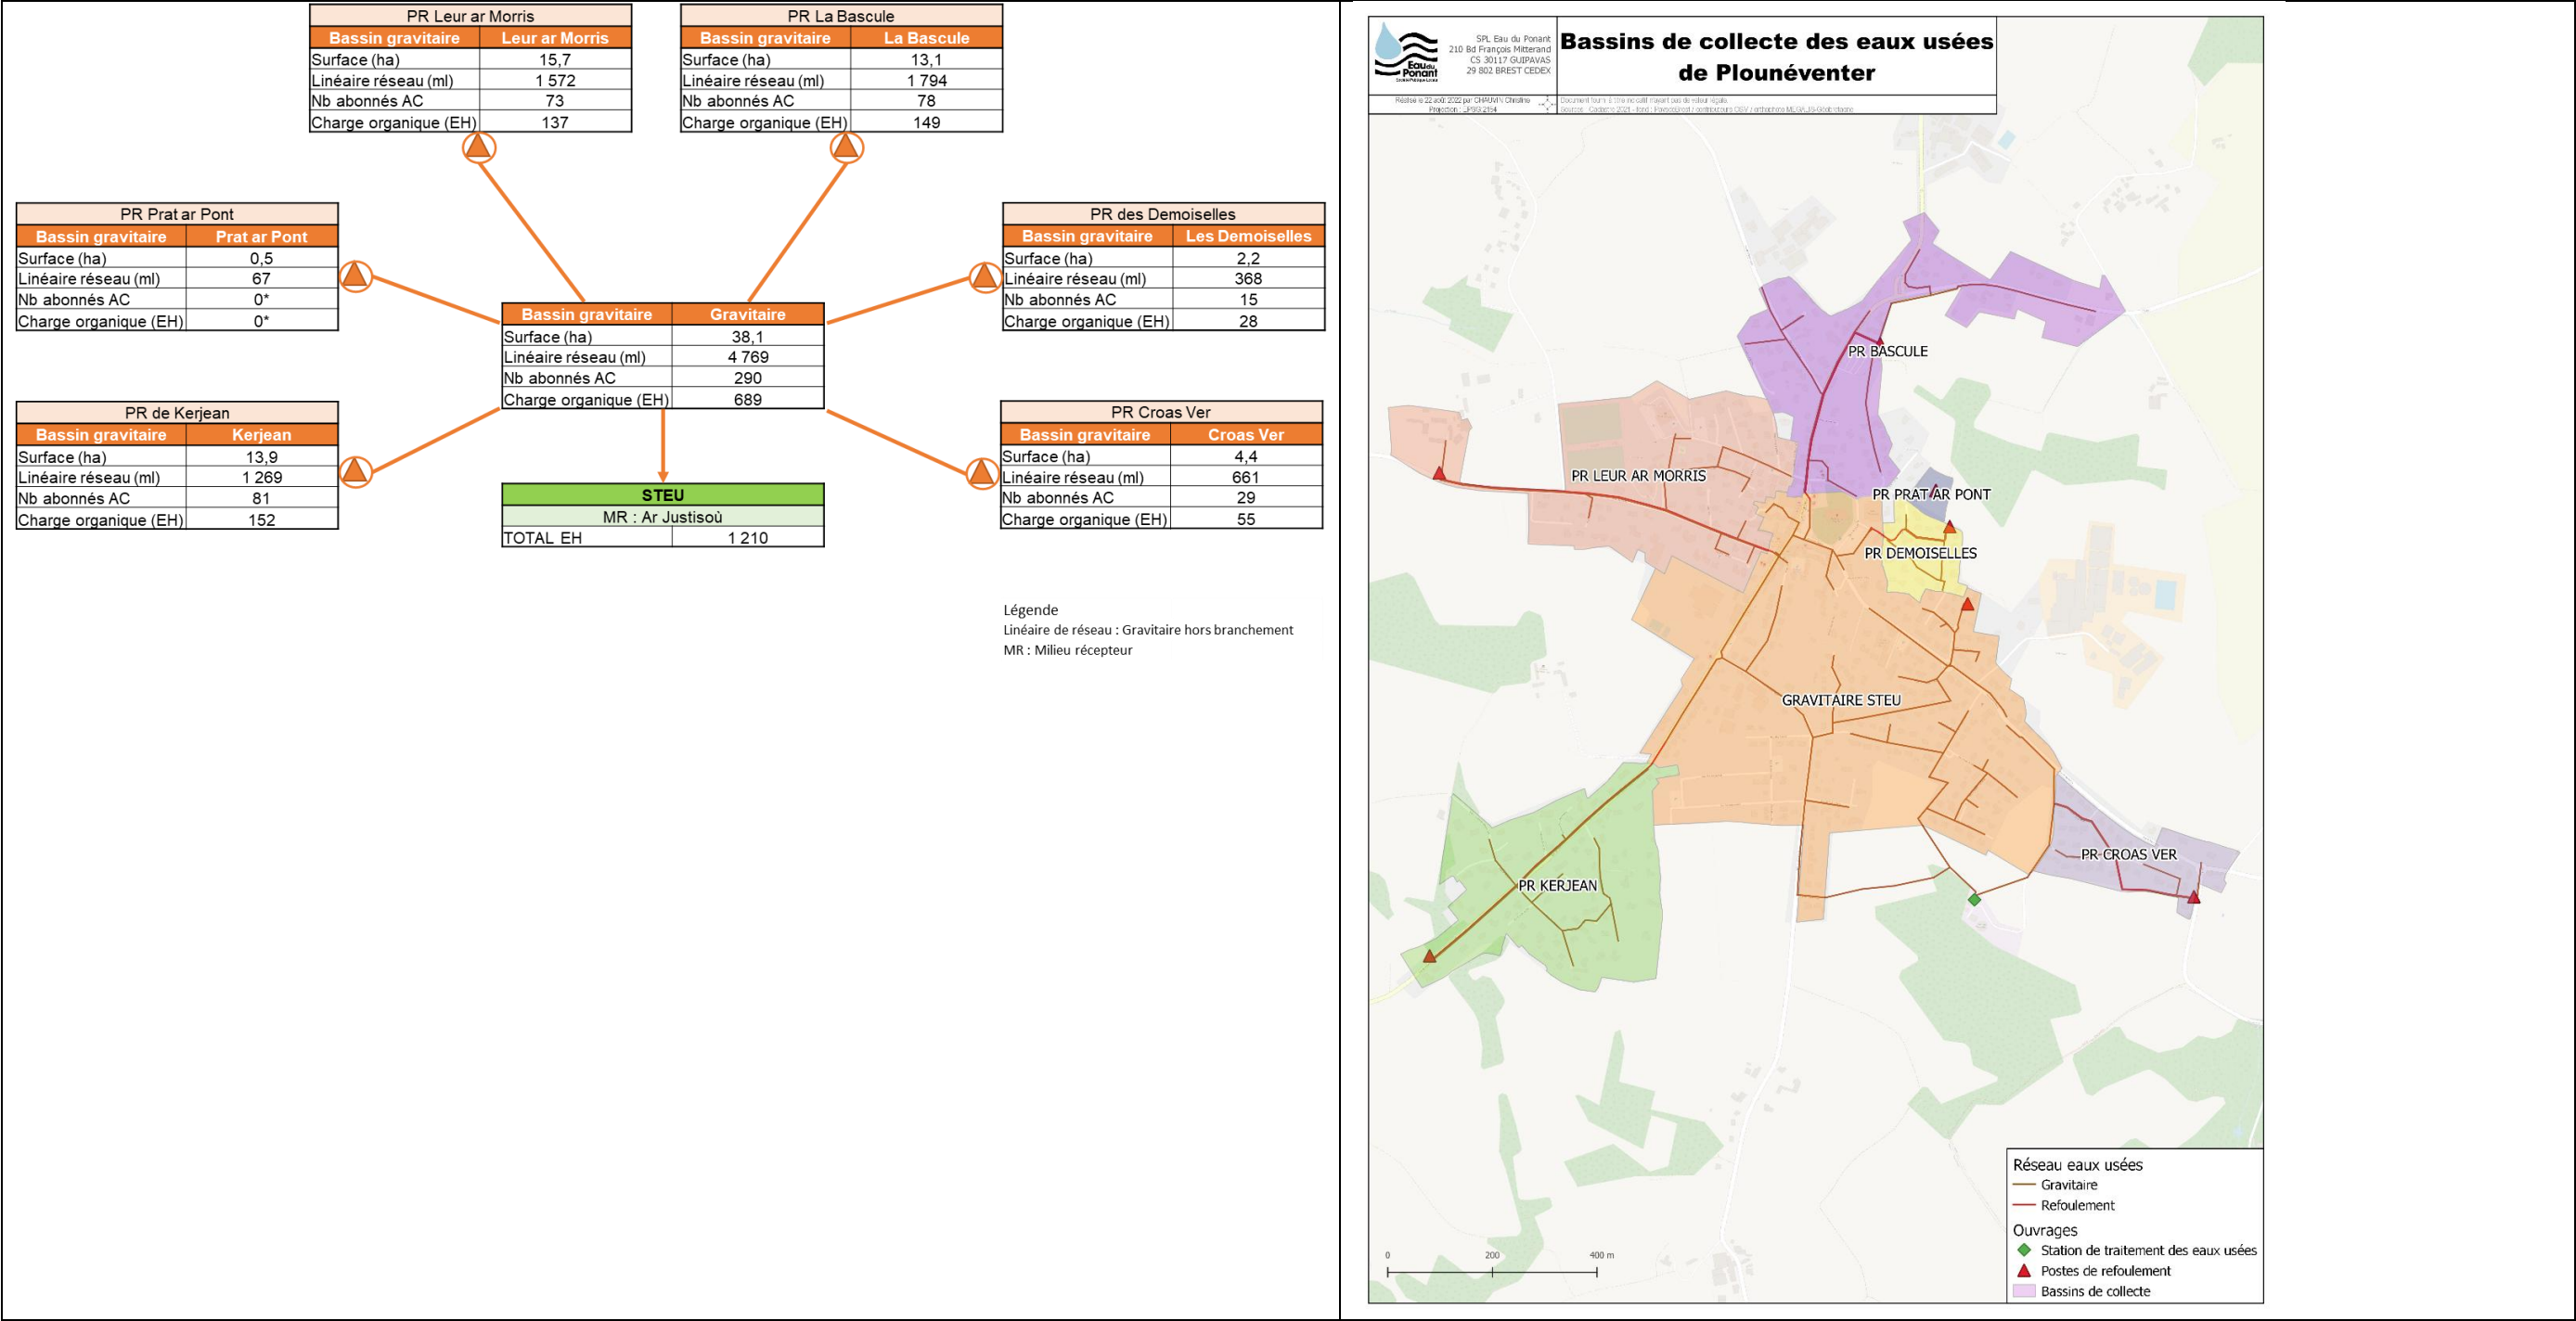 PR Leur ar Morris
Bassin gravitaire Leur ar Morris
Surface (ha) 15,7
Linéaire réseau (ml) 1 572
Nb abonnés AC 73
Charge organique (EH) 137
PR La Bascule
Bassin gravitaire La Bascule
Surface (ha) 13,1
Linéaire réseau (ml) 1 794
Nb abonnés AC 78
Charge organique (EH) 149
PR Prat ar Pont
Bassin gravitaire Prat ar Pont
Surface (ha) 0,5
Linéaire réseau (ml) 67
Nb abonnés AC 0*
Charge organique (EH) 0*
PR des Demoiselles
Bassin gravitaire Les Demoiselles
Surface (ha) 2,2
Linéaire réseau (ml) 368
Nb abonnés AC 15
Charge organique (EH) 28
Bassin gravitaire Gravitaire
Surface (ha) 38,1
Linéaire réseau (ml) 4 769
Nb abonnés AC 290
Charge organique (EH) 689
PR de Kerjean
Bassin gravitaire Kerjean
Surface (ha) 13,9
Linéaire réseau (ml) 1 269
Nb abonnés AC 81
Charge organique (EH) 152
PR Croas Ver
Bassin gravitaire Croas Ver
Surface (ha) 4,4
Linéaire réseau (ml) 661
Nb abonnés AC 29
Charge organique (EH) 55
STEU
MR : Ar Justisoù
TOTAL EH 1 210
Légende
Linéaire de réseau : Gravitaire hors branchement
MR : Milieu récepteur
Eau du
Ponant
SPL Eau du Ponant
210 Bd François Mitterand
CS 30117 GUIPAVAS
29 802 BREST CEDEX
Bassins de collecte des eaux usées
de Plounéventer
Réalisé le 22 août 2022 par CHAUVIN Christine
PR BASCULE
PR LEUR AR MORRIS
PR PRAT AR PONT
PR DEMOISELLES
GRAVITAIRE STEU
PR CROAS VER
PR KERJEAN
0 200 400 m
Réseau eaux usées
Gravitaire
Refoulement
Ouvrages
Station de traitement des eaux usées
Postes de refoulement
Bassins de collecte